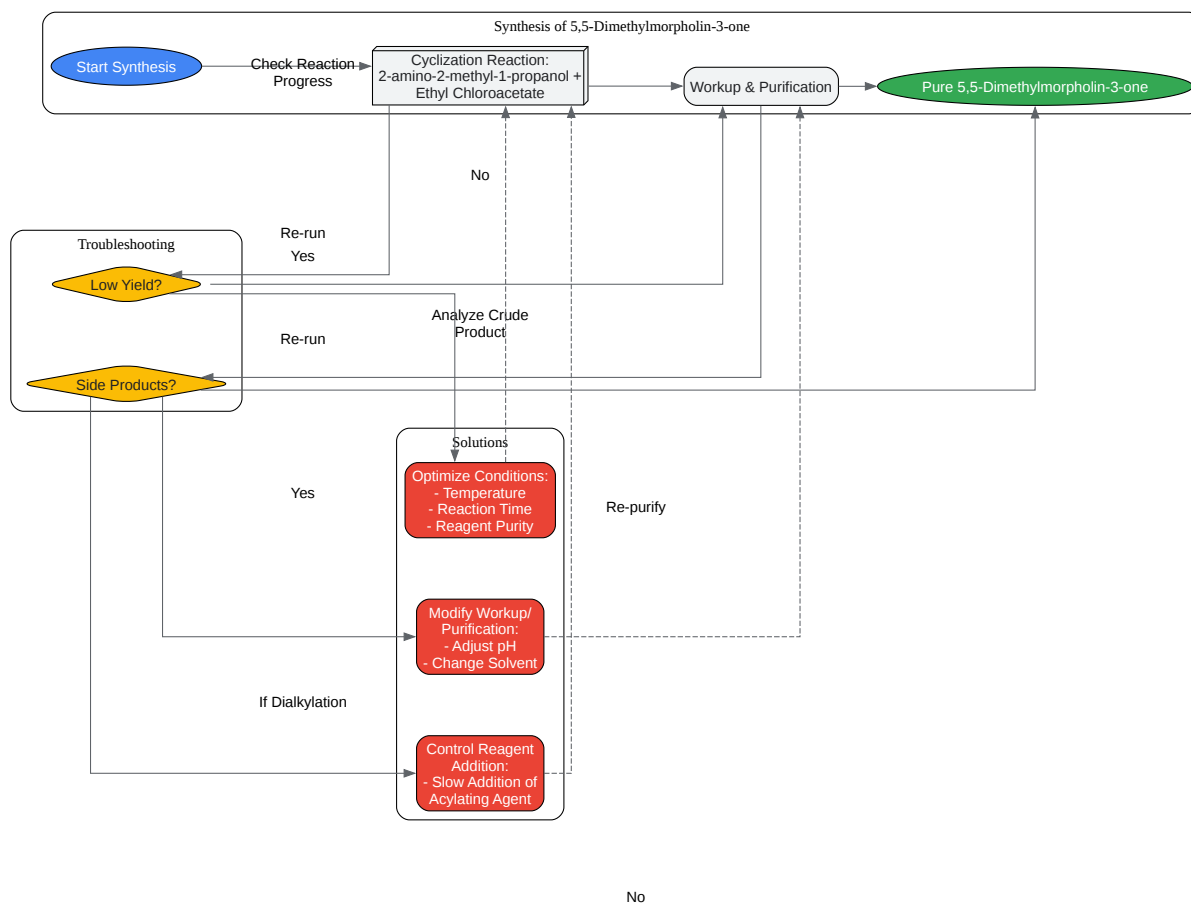 Synthesis of 5,5-Dimethylmorpholin-3-one
Start Synthesis
Check Reaction
Progress
Cyclization Reaction:
2-amino-2-methyl-1-propanol +
Ethyl Chloroacetate
Workup & Purification
Pure 5,5-Dimethylmorpholin-3-one
No
Re-run
Yes
Troubleshooting
Low Yield?
Analyze Crude
Product
Re-run
Side Products?
Solutions
Optimize Conditions:
- Temperature
- Reaction Time
- Reagent Purity
Yes
Re-purify
Modify Workup/
Purification:
- Adjust pH
- Change Solvent
If Dialkylation
Control Reagent
Addition:
- Slow Addition of
Acylating Agent
No